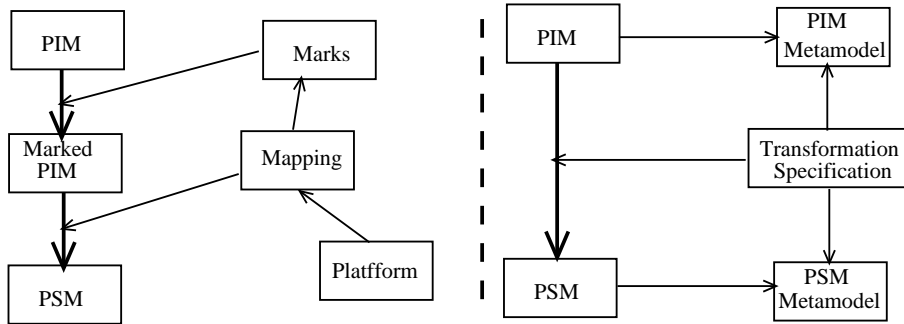 PIM
Marks
Marked
PIM
Mapping
Platfform
PSM
PIM
PIM
Metamodel
Transformation
Specification
PSM
PSM
Metamodel